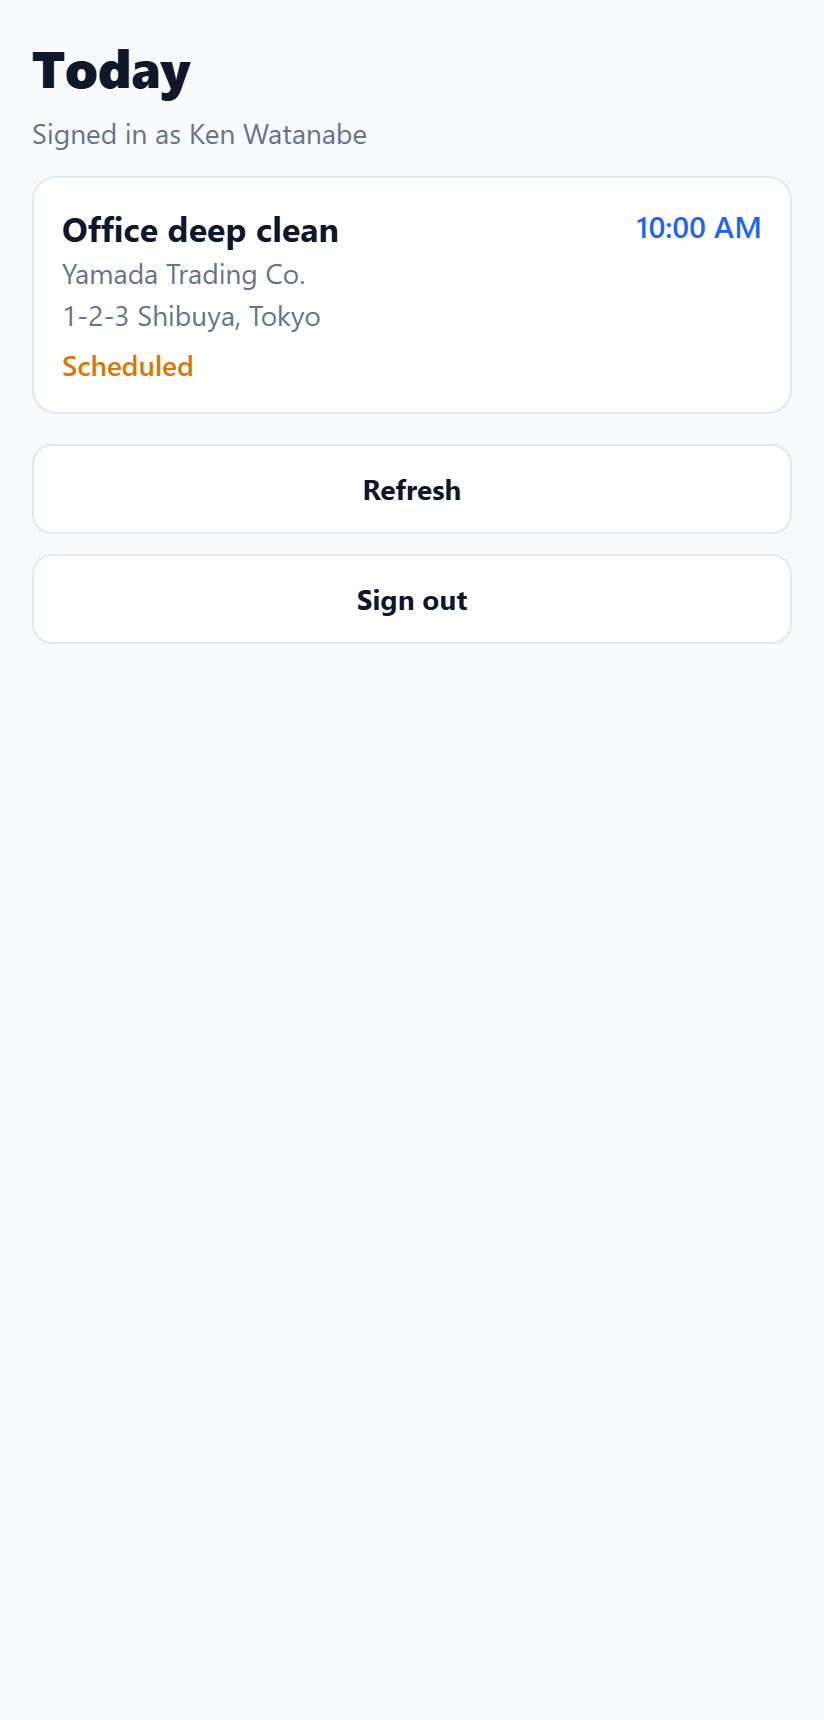 Today
Signed in as Ken Watanabe
Office deep clean
10:00 AM
Yamada Trading Co.
1-2-3 Shibuya, Tokyo
Scheduled
Refresh
Sign out